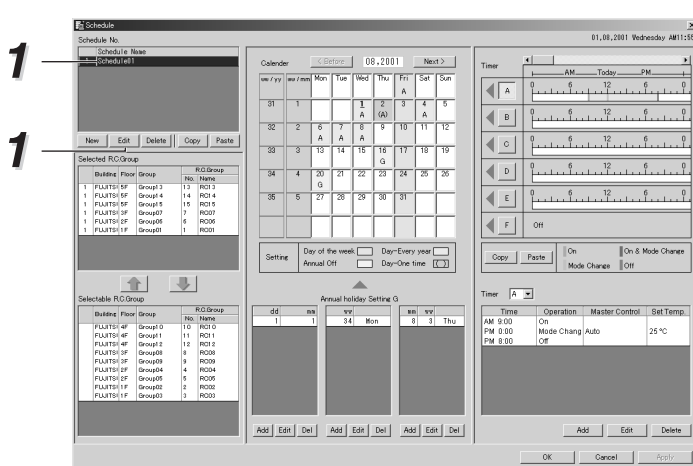 Schedule
Schedule No.
01,08,2001 Wednesday AM11:55
1
Schedule Name
Schedule01
1
New Edit Delete Copy Paste
Selected R.C.Group
Building Floor Group R.C.Group
No. Name
1 FUJITSU 5F Group13 13 RC13
1 FUJITSU 5F Group14 14 RC14
1 FUJITSU 5F Group15 15 RC15
1 FUJITSU 3F Group07 7 RC07
1 FUJITSU 2F Group06 6 RC06
1 FUJITSU 1F Group01 1 RC01
Selectable R.C.Group
Building Floor Group R.C.Group
No. Name
FUJITSU 4F Group10 10 RC10
FUJITSU 4F Group11 11 RC11
FUJITSU 4F Group12 12 RC12
FUJITSU 3F Group08 8 RC08
FUJITSU 3F Group09 9 RC09
FUJITSU 2F Group04 4 RC04
FUJITSU 2F Group05 5 RC05
FUJITSU 1F Group02 2 RC02
FUJITSU 1F Group03 3 RC03
Calender < Before 08,2001 Next >
ww/yy ww/mm Mon Tue Wed Thu Fri Sat Sun
A
31 1 1 2 3 4 5
A (A) A
32 2 6 7 8 9 10 11 12
A A A
33 3 13 14 15 16 17 18 19
G
34 4 20 21 22 23 24 25 26
G
35 5 27 28 29 30 31
Setting Day of the week Day-Every year
Annual Off Day-One time ( )
Annual holiday Setting G
dd mm ww mm ww
1 1 34 Mon 8 3 Thu
Add Edit Del Add Edit Del Add Edit Del
Timer AM Today PM
A 0 6 12 6 0
B 0 6 12 6 0
C 0 6 12 6 0
D 0 6 12 6 0
E 0 6 12 6 0
F Off
Copy Paste On On & Mode Change
Mode Change Off
Timer A
Time Operation Master Control Set Temp.
AM 9:00 On
PM 0:00 Mode Chang Auto 25 °C
PM 8:00 Off
Add Edit Delete
OK Cancel Apply